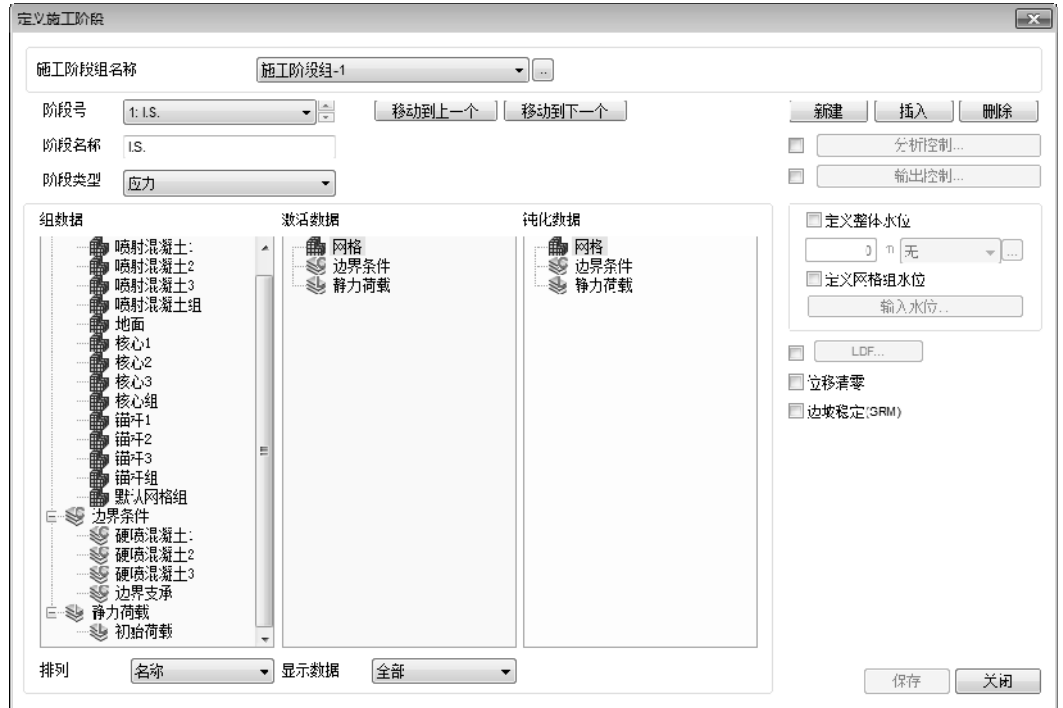 定义施工阶段
施工阶段组名称 施工阶段组-1 ...
阶段号 1: I.S. 移动到上一个 移动到下一个 新建 插入 删除
阶段名称 I.S. 分析控制...
阶段类型 应力 输出控制...
组数据 激活数据 钝化数据
喷射混凝土1
喷射混凝土2
喷射混凝土3
喷射混凝土组
地面
核心1
核心2
核心3
核心组
锚杆1
锚杆2
锚杆3
锚杆组
默认网格组
边界条件
硬喷混凝土1
硬喷混凝土2
硬喷混凝土3
边界支承
静力荷载
初始荷载
网格
边界条件
静力荷载
网格
边界条件
静力荷载
定义整体水位
0 m 无 ...
定义网格组水位
输入水位...
LDF...
位移清零
边坡稳定(SRM)
排列 名称 显示数据 全部
保存 关闭